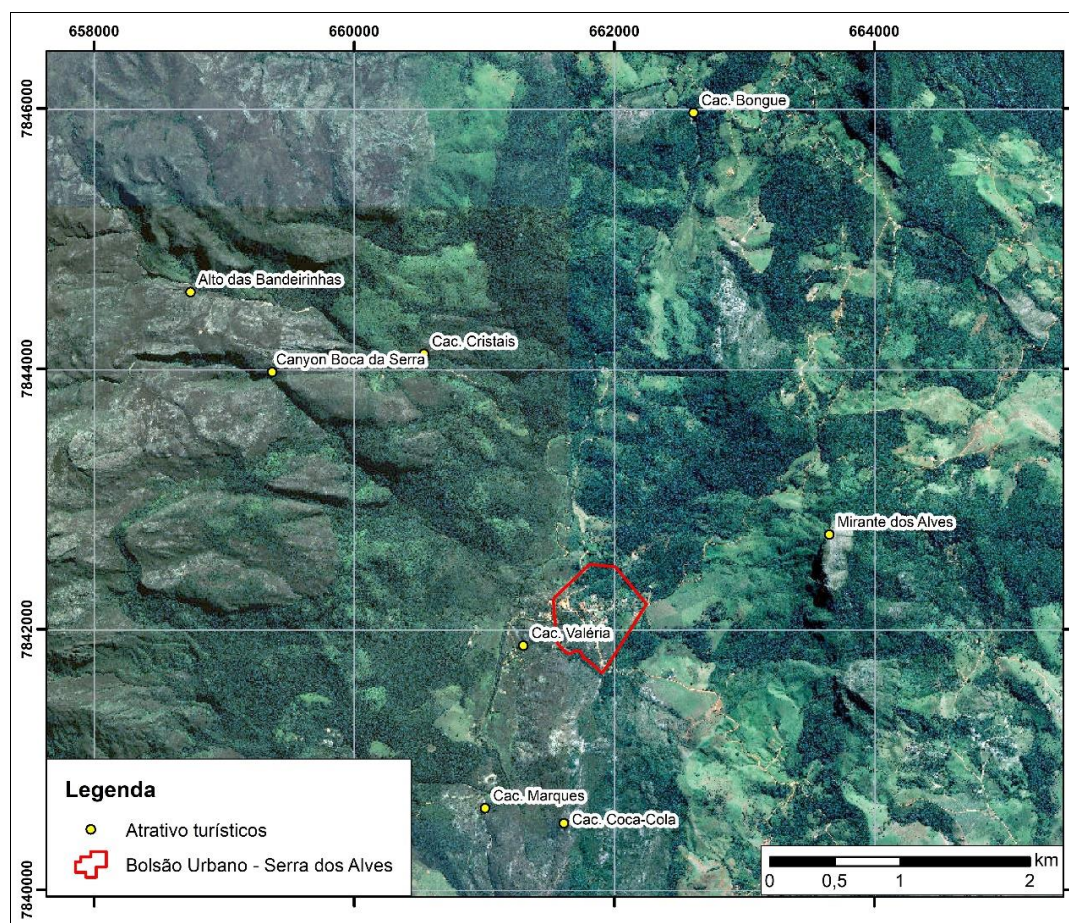 658000
660000
662000
664000
7846000
Cac. Bongue
Alto das Bandeirinhas
Cac. Cristais
7844000
Canyon Boca da Serra
Mirante dos Alves
7842000
Cac. Valéria
Cac. Marques
Cac. Coca-Cola
7840000
Legenda
Atrativo turísticos
Bolsão Urbano - Serra dos Alves
km
0
0,5
1
2